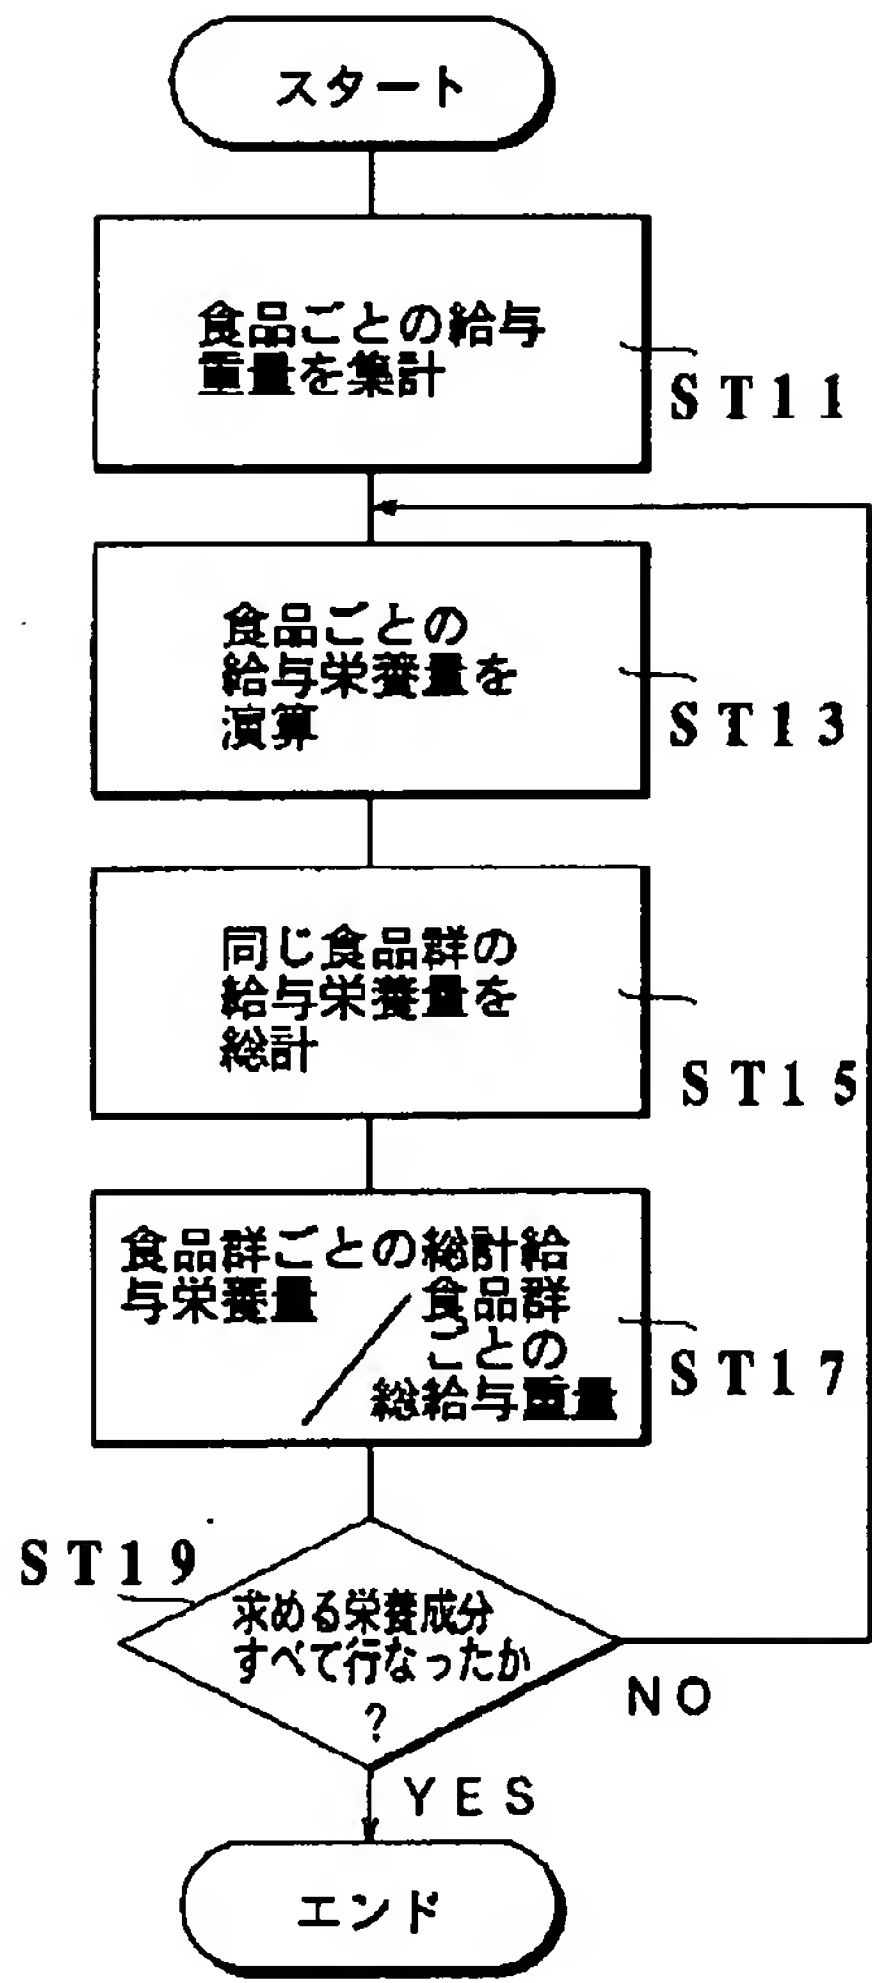 スタート
食品ごとの給与
重量を集計
ST11
食品ごとの
給与栄養量を
演算
ST13
同じ食品群の
給与栄養量を
総計
ST15
食品群ごとの総計給
与栄養量
食品群
ごとの
総給与重量
ST17
ST19
求める栄養成分
すべて行なったか
?
NO
YES
エンド